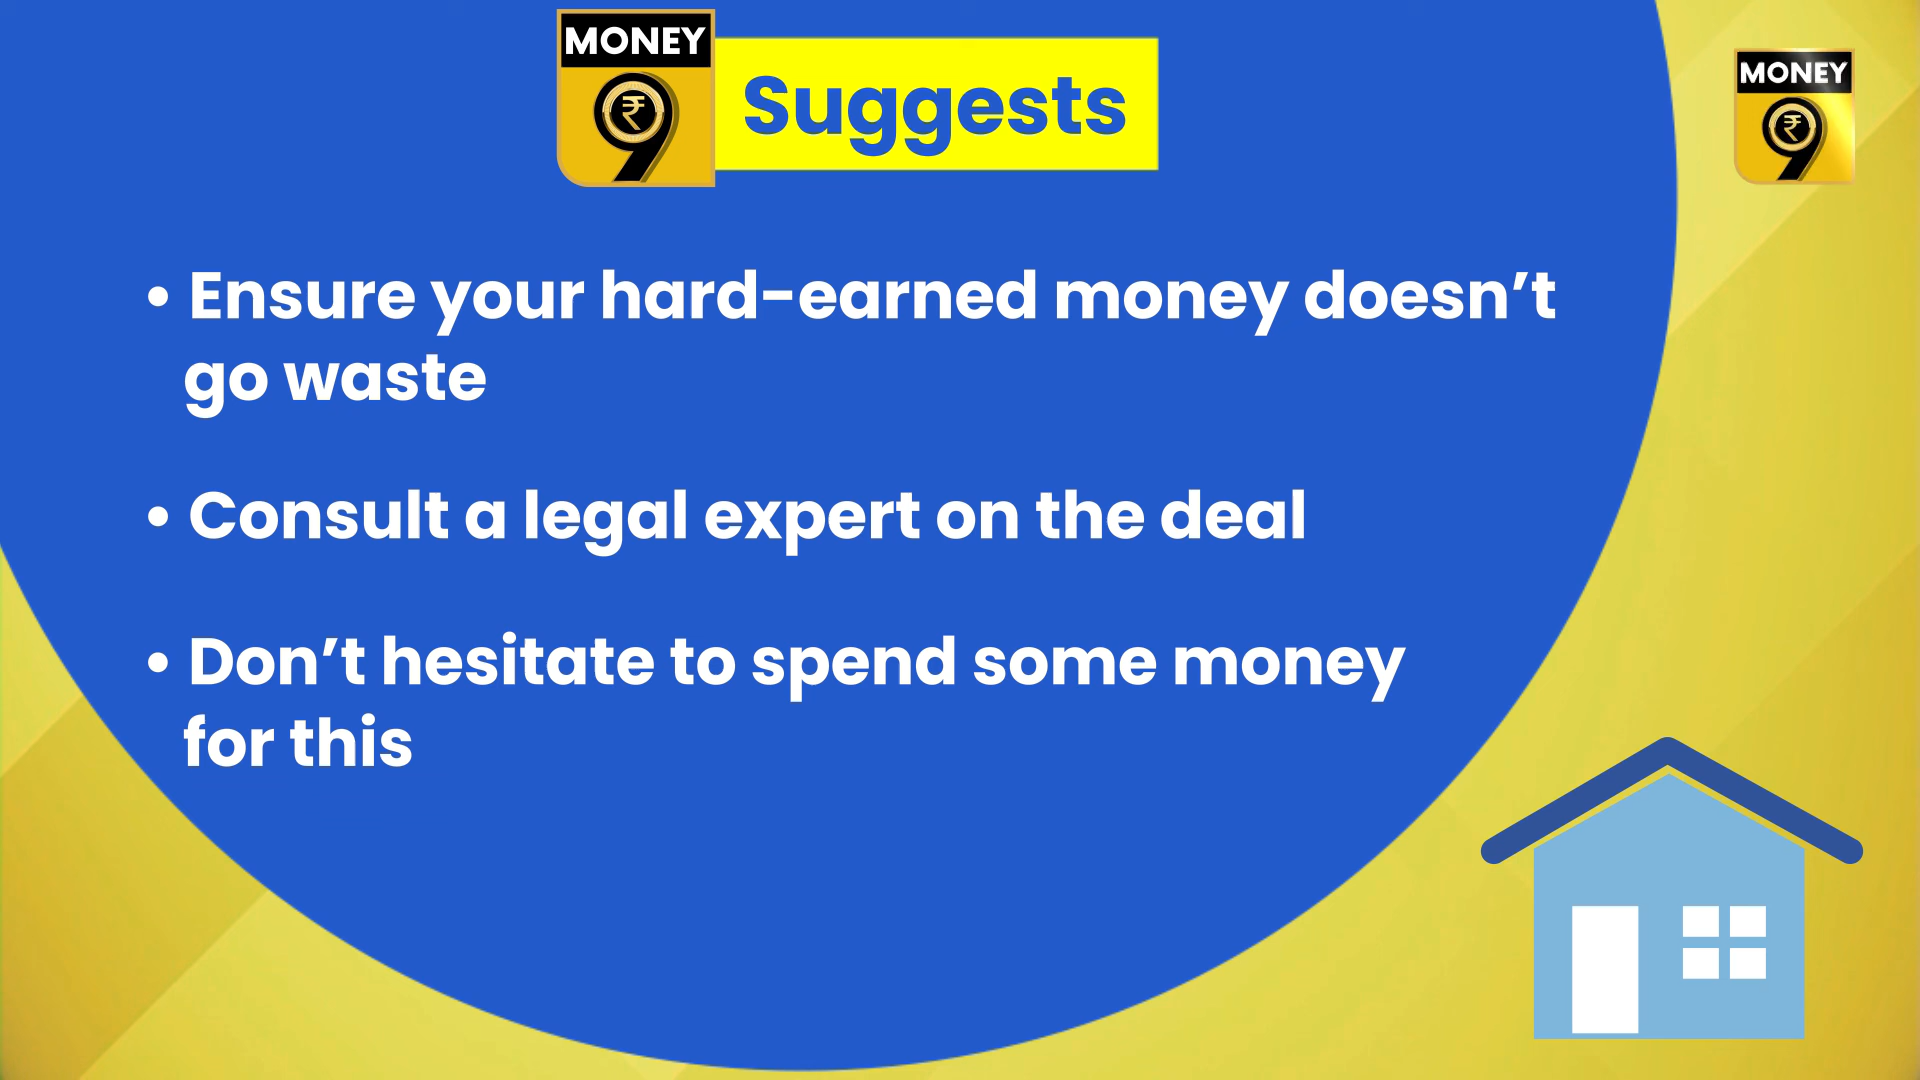 MONEY
₹
9
Suggests
MONEY
₹
9
• Ensure your hard-earned money doesn’t
go waste
• Consult a legal expert on the deal
• Don’t hesitate to spend some money
for this